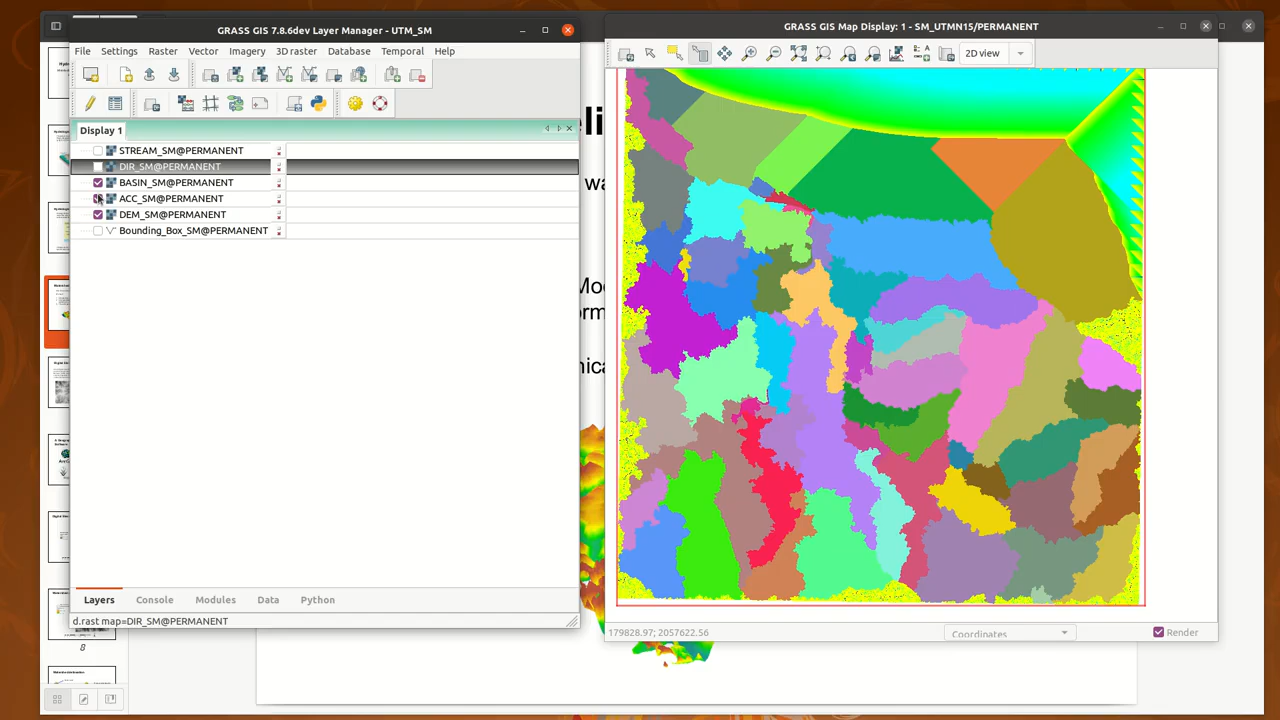 GRASS GIS 7.8.6dev Layer Manager - UTM_SM
File Settings Raster Vector Imagery 3D raster Database Temporal Help
Display 1
STREAM_SM@PERMANENT
DIR_SM@PERMANENT
BASIN_SM@PERMANENT
ACC_SM@PERMANENT
DEM_SM@PERMANENT
Bounding_Box_SM@PERMANENT
Layers Console Modules Data Python
d.rast map=DIR_SM@PERMANENT
8
GRASS GIS Map Display: 1 - SM_UTMN15/PERMANENT
2D view
179828.97; 2057622.56
Coordinates
Render